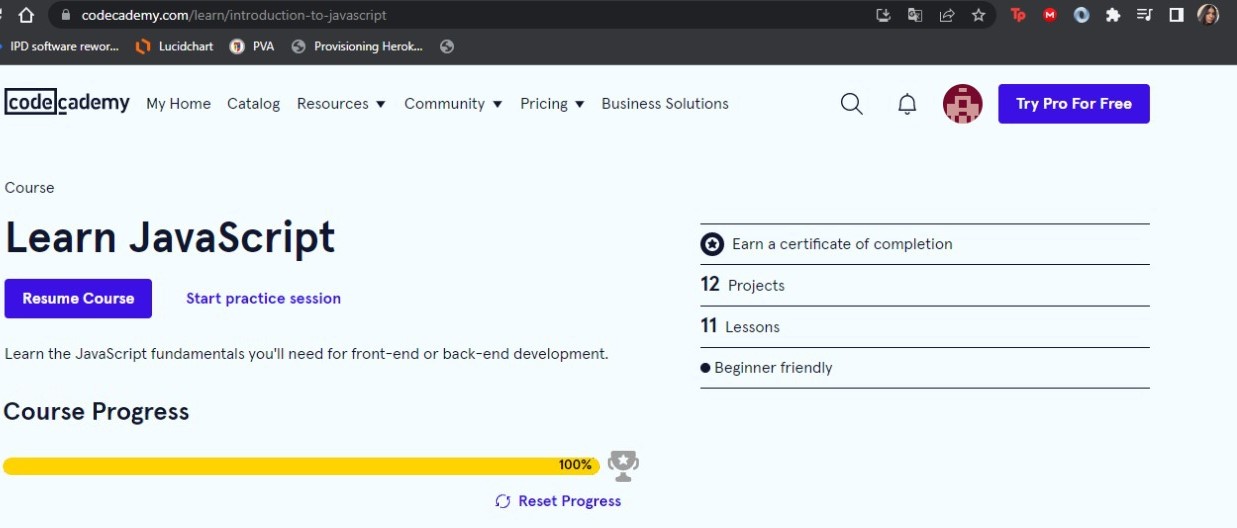 codecademy.com/learn/introduction-to-javascript
Tp
M
IPD software rewor... Lucidchart PVA Provisioning Herok...
codecademy My Home Catalog Resources Community Pricing Business Solutions Try Pro For Free
Course
Learn JavaScript
Resume Course Start practice session
Learn the JavaScript fundamentals you'll need for front-end or back-end development.
Earn a certificate of completion
12 Projects
11 Lessons
Beginner friendly
Course Progress
100%
Reset Progress